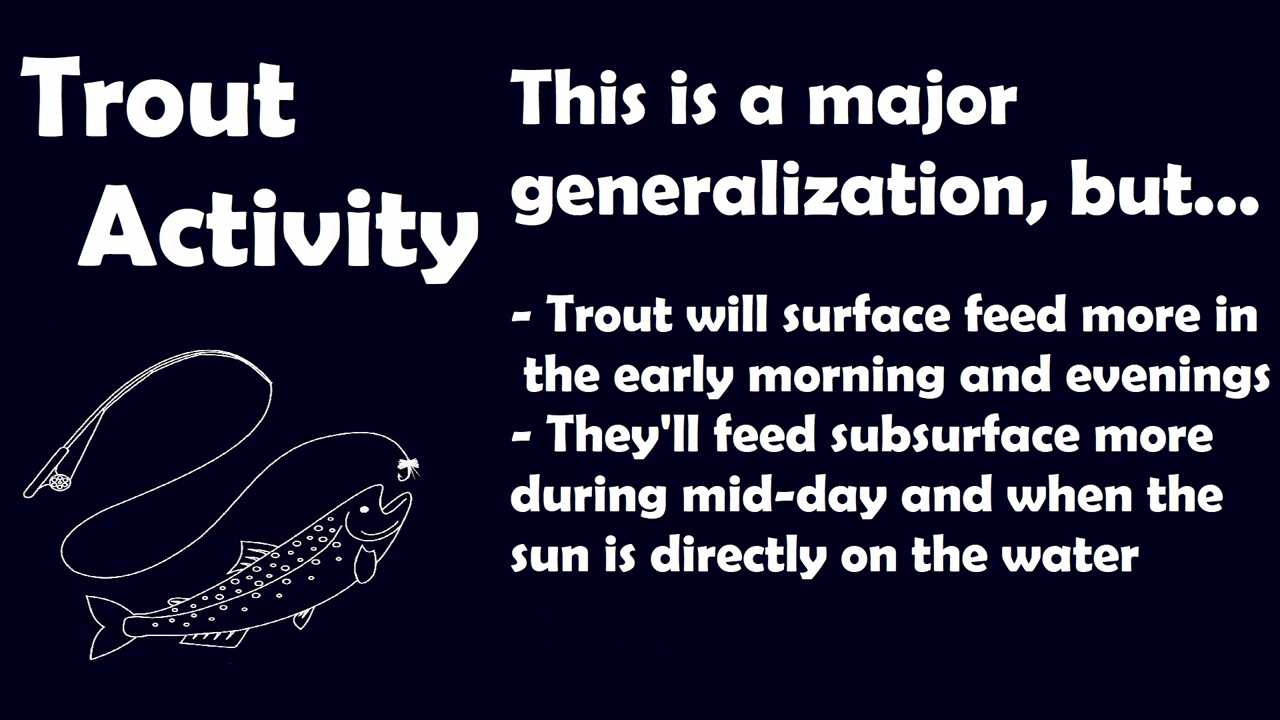 Trout
Activity
This is a major
generalization, but...
- Trout will surface feed more in
the early morning and evenings
- They'll feed subsurface more
during mid-day and when the
sun is directly on the water